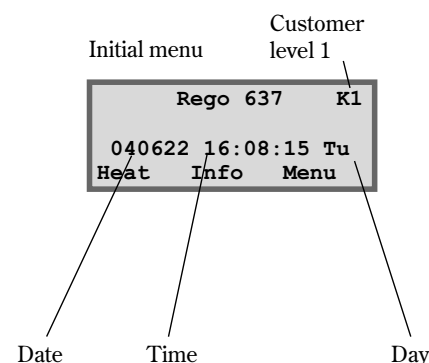 Customer
level 1
Initial menu
Rego 637 K1
040622 16:08:15 Tu
Heat Info Menu
Date Time Day